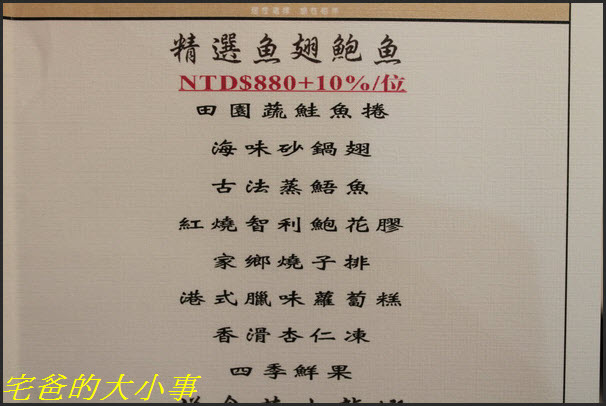 精選魚翅鮑魚
NTD$880+10%/位
田園蔬鮭魚捲
海味砂鍋翅
古法蒸鯃魚
紅燒智利鮑花膠
家鄉燒子排
港式臘味蘿蔔糕
香滑杏仁凍
四季鮮果
宅爸的大小事